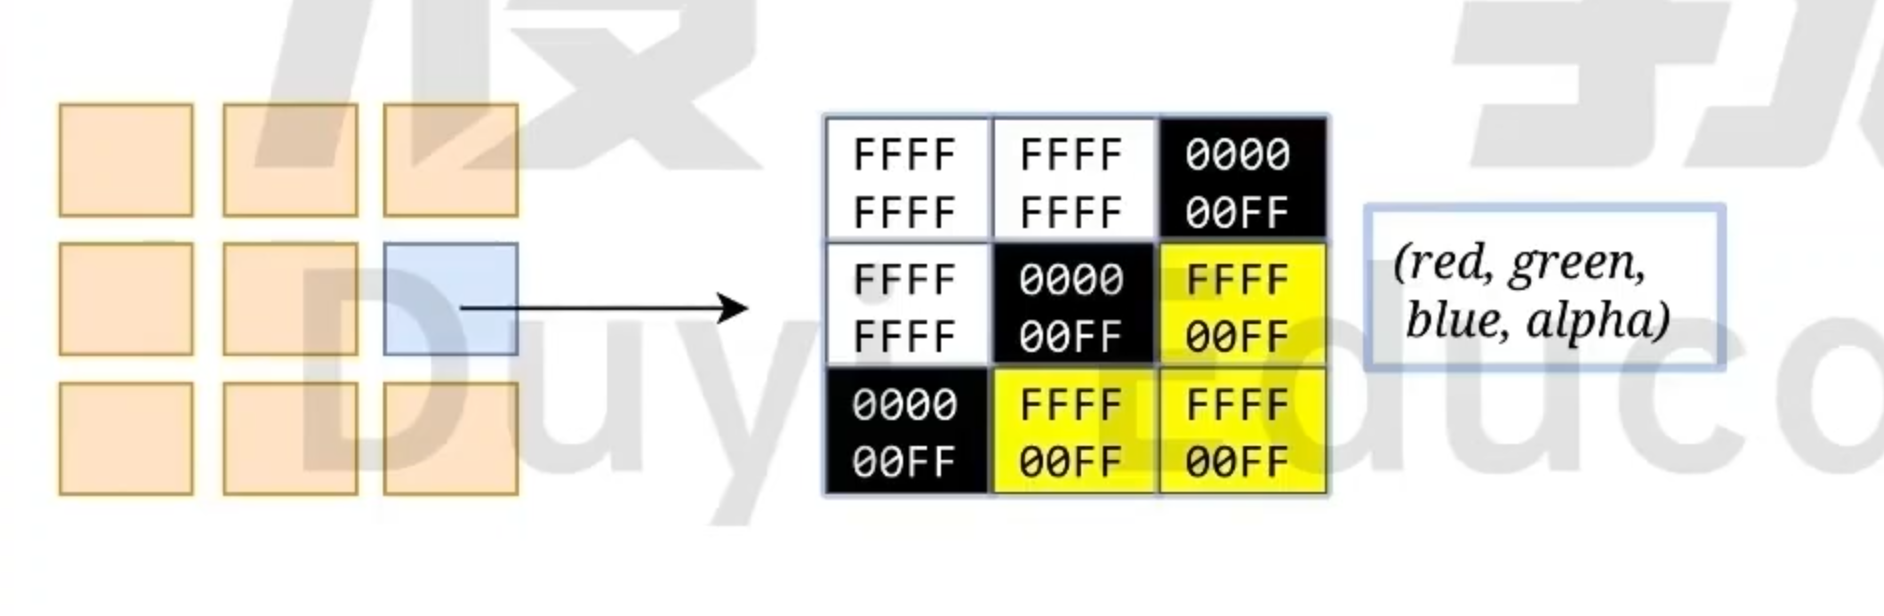 FFFF FFFF 0000
FFFF FFFF 00FF
FFFF 0000 FFFF
FFFF 00FF 00FF
0000 FFFF FFFF
00FF 00FF 00FF
(red, green,
blue, alpha)
Duyi Educa